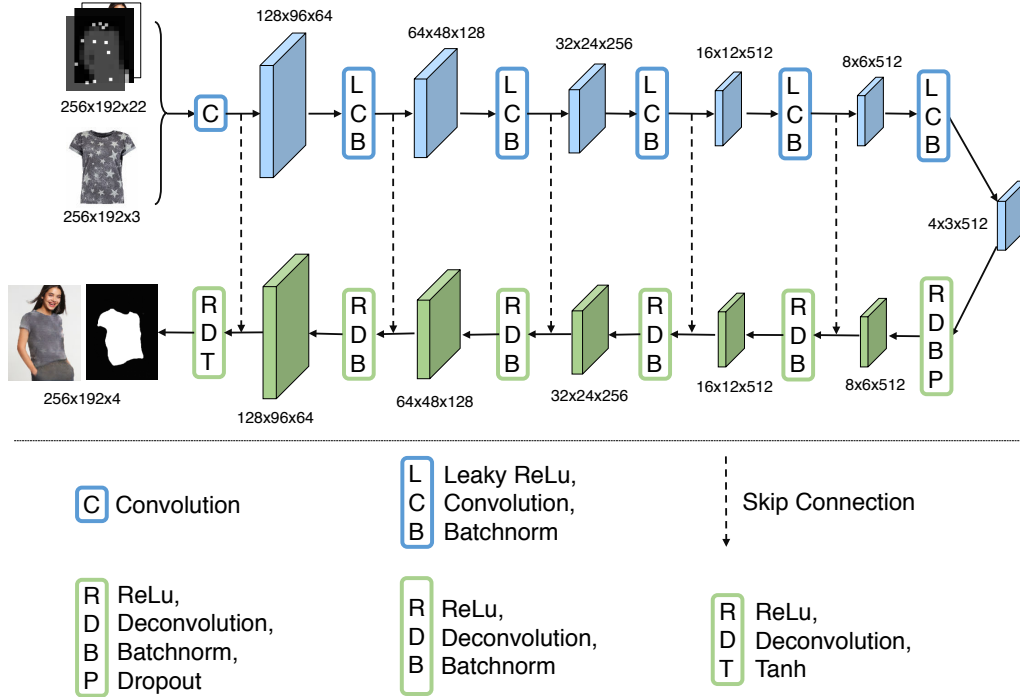 128x96x64
64x48x128
32x24x256
16x12x512
8x6x512
256x192x22
C
L
C
B
L
C
B
L
C
B
L
C
B
L
C
B
256x192x3
4x3x512
R
D
T
R
D
B
R
D
B
R
D
B
R
D
B
R
D
B
P
256x192x4
128x96x64
64x48x128
32x24x256
16x12x512
8x6x512
C Convolution
L Leaky ReLu,
C Convolution,
B Batchnorm
Skip Connection
R ReLu,
D Deconvolution,
B Batchnorm,
P Dropout
R ReLu,
D Deconvolution,
B Batchnorm
R ReLu,
D Deconvolution,
T Tanh